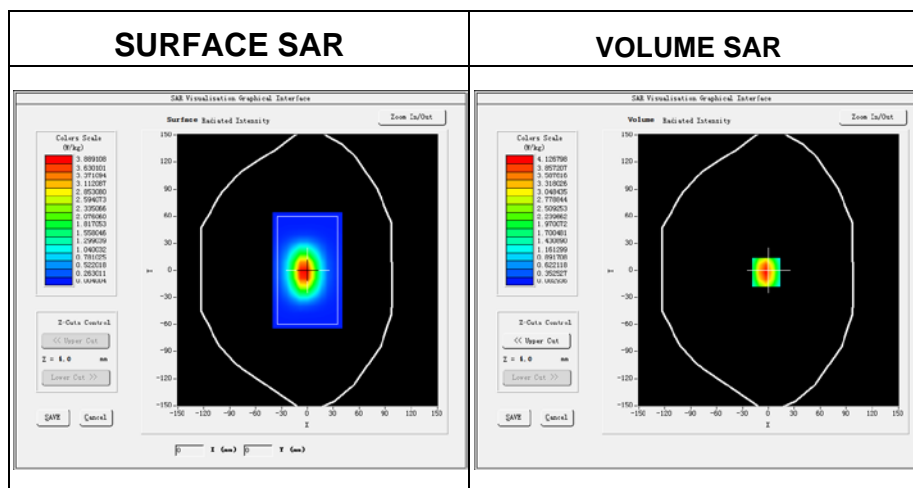 SURFACE SAR
VOLUME SAR
SAR Visualisation Graphical Interface
Surface Radiated Intensity
Zoom In/Out
Colors Scale
(W/kg)
3.889108
3.630101
3.371094
3.112087
2.853080
2.594073
2.335066
2.076060
1.817053
1.558046
1.299039
1.040032
0.781025
0.522018
0.263011
0.004004
150
120
90
60
30
0
-30
-60
-90
-120
-150
Y
-150 -120 -90 -60 -30 0 30 60 90 120 150
X
Z-Cuts Control
<< Upper Cut
Z = 4.0 mm
Lower Cut >>
SAVE
Cancel
0 X (mm) 0 Y (mm)
SAR Visualisation Graphical Interface
Volume Radiated Intensity
Zoom In/Out
Colors Scale
(W/kg)
4.126798
3.857207
3.587616
3.318026
3.048435
2.778844
2.509253
2.239662
1.970072
1.700481
1.430890
1.161299
0.891708
0.622118
0.352527
150
120
90
60
30
0
-30
-60
-90
-120
-150
Y
-150 -120 -90 -60 -30 0 30 60 90 120 150
X
Z-Cuts Control
<< Upper Cut
Z = 4.0 mm
Lower Cut >>
SAVE
Cancel